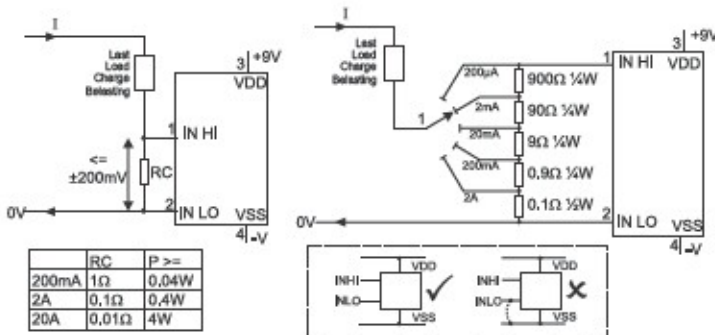 I
Last
Load
Charge
Belasting
3 +9V
VDD
1
IN HI
<=
±200mV
RC
0V
2
IN LO
VSS
4 -V
RC P >=
200mA 1Ω 0,04W
2A 0,1Ω 0,4W
20A 0,01Ω 4W
I
Last
Load
Charge
Belasting
200µA
2mA
1
20mA
200mA
2A
900Ω ¼W
90Ω ¼W
9Ω ¼W
0,9Ω ¼W
0,1Ω ½W
1
IN HI
3 +9V
VDD
0V
2
IN LO
VSS
4 -V
VDD
INHI
INLO
VSS
VDD
INHI
INLO
VSS